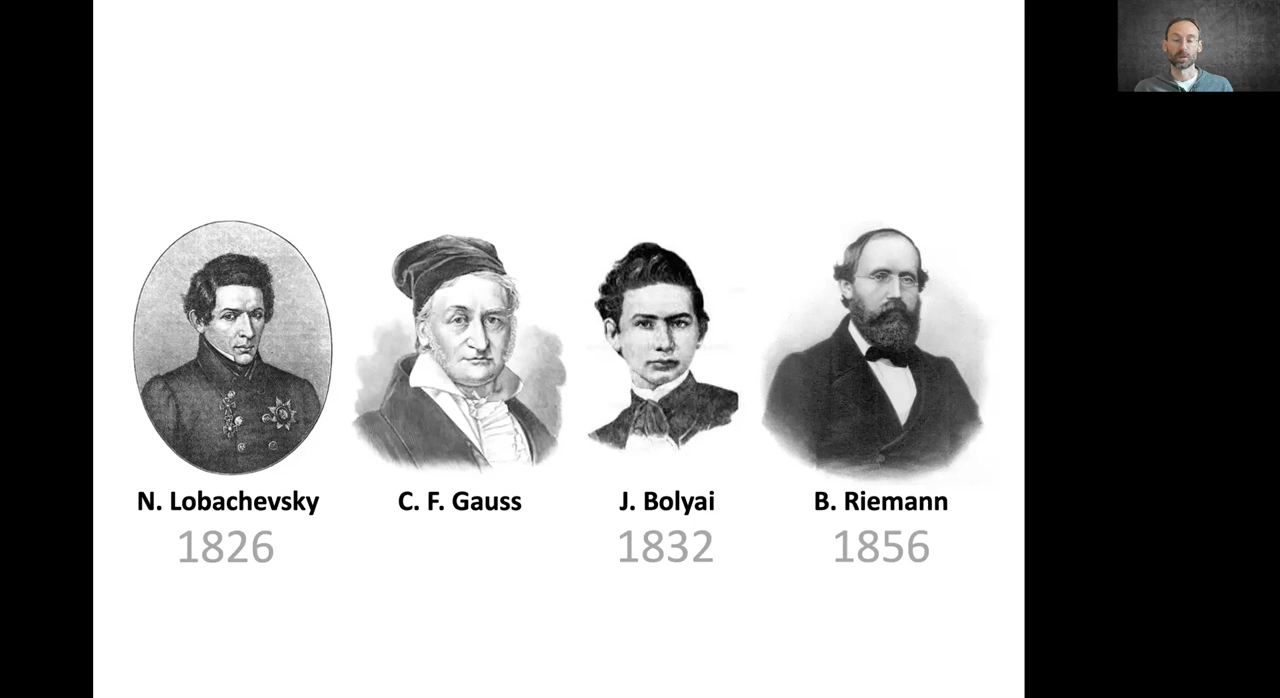 N. Lobachevsky
C. F. Gauss
J. Bolyai
B. Riemann
1826
1832
1856